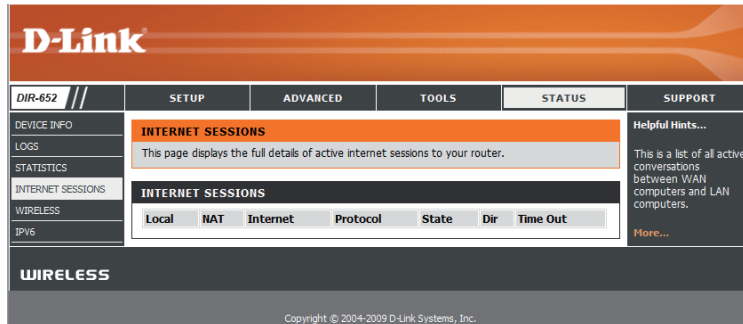 D-Link
DIR-652 //
SETUP
ADVANCED
TOOLS
STATUS
SUPPORT
DEVICE INFO
LOGS
STATISTICS
INTERNET SESSIONS
WIRELESS
IPV6
INTERNET SESSIONS
This page displays the full details of active internet sessions to your router.
INTERNET SESSIONS
Local NAT Internet Protocol State Dir Time Out
Helpful Hints...
This is a list of all active
conversations
between WAN
computers and LAN
computers.
More...
WIRELESS
Copyright © 2004-2009 D-Link Systems, Inc.